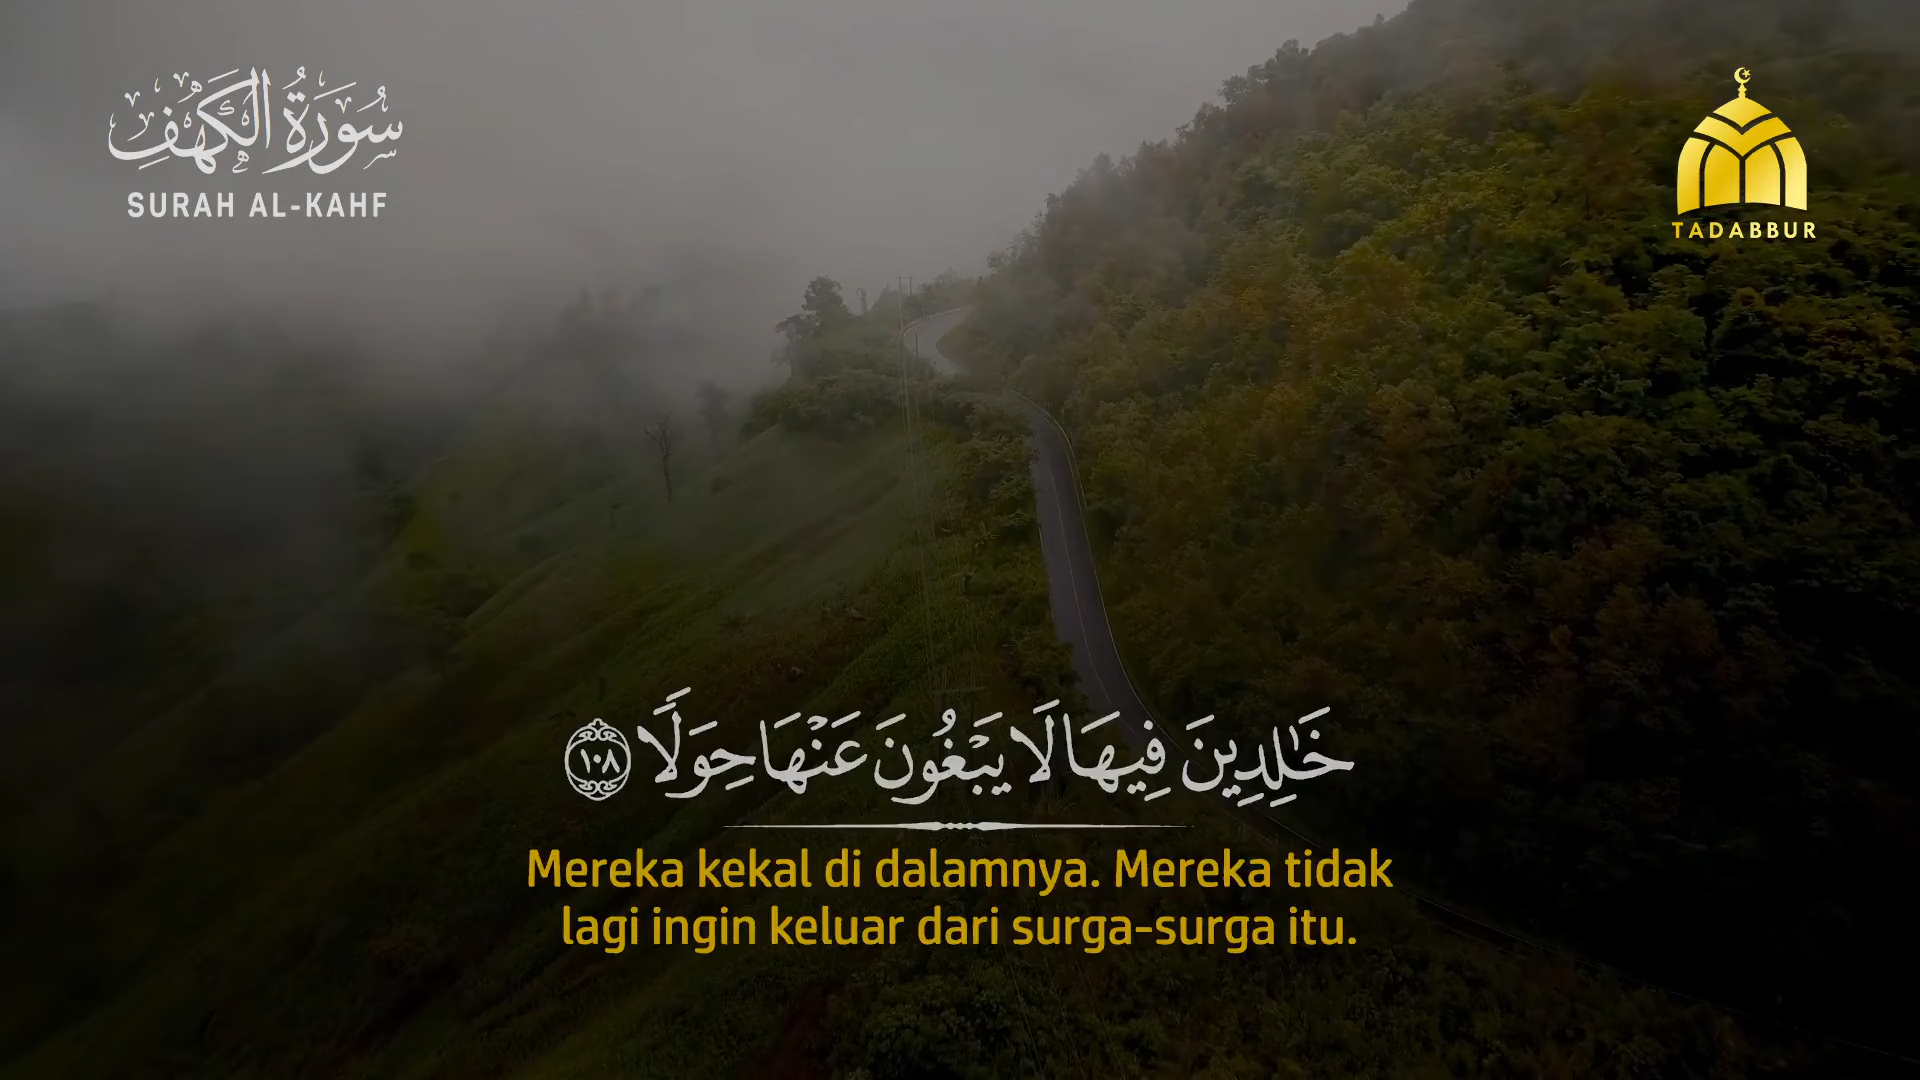 سُورَةُ الْكَهْفِ
SURAH AL-KAHF
TADABBUR
خَٰلِدِينَ فِيهَا لَا يَبْغُونَ عَنْهَا حِوَلًا ١٠٨
Mereka kekal di dalamnya. Mereka tidak
lagi ingin keluar dari surga-surga itu.